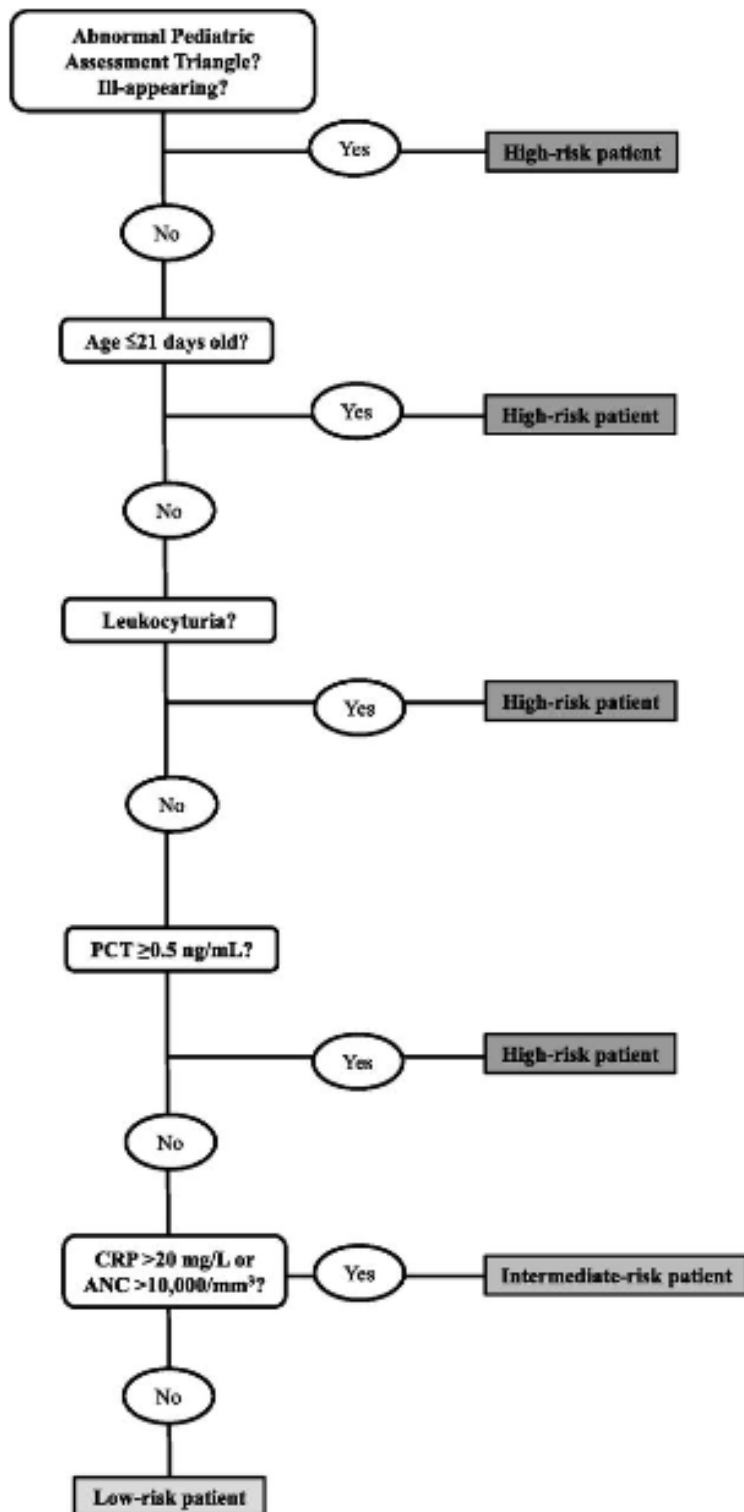 Abnormal Pediatric
Assessment Triangle?
Ill-appearing?
Yes
High-risk patient
No
Age ≤21 days old?
Yes
High-risk patient
No
Leukocyturia?
Yes
High-risk patient
No
PCT ≥0.5 ng/mL?
Yes
High-risk patient
No
CRP >20 mg/L or
ANC >10,000/mm³?
Yes
Intermediate-risk patient
No
Low-risk patient